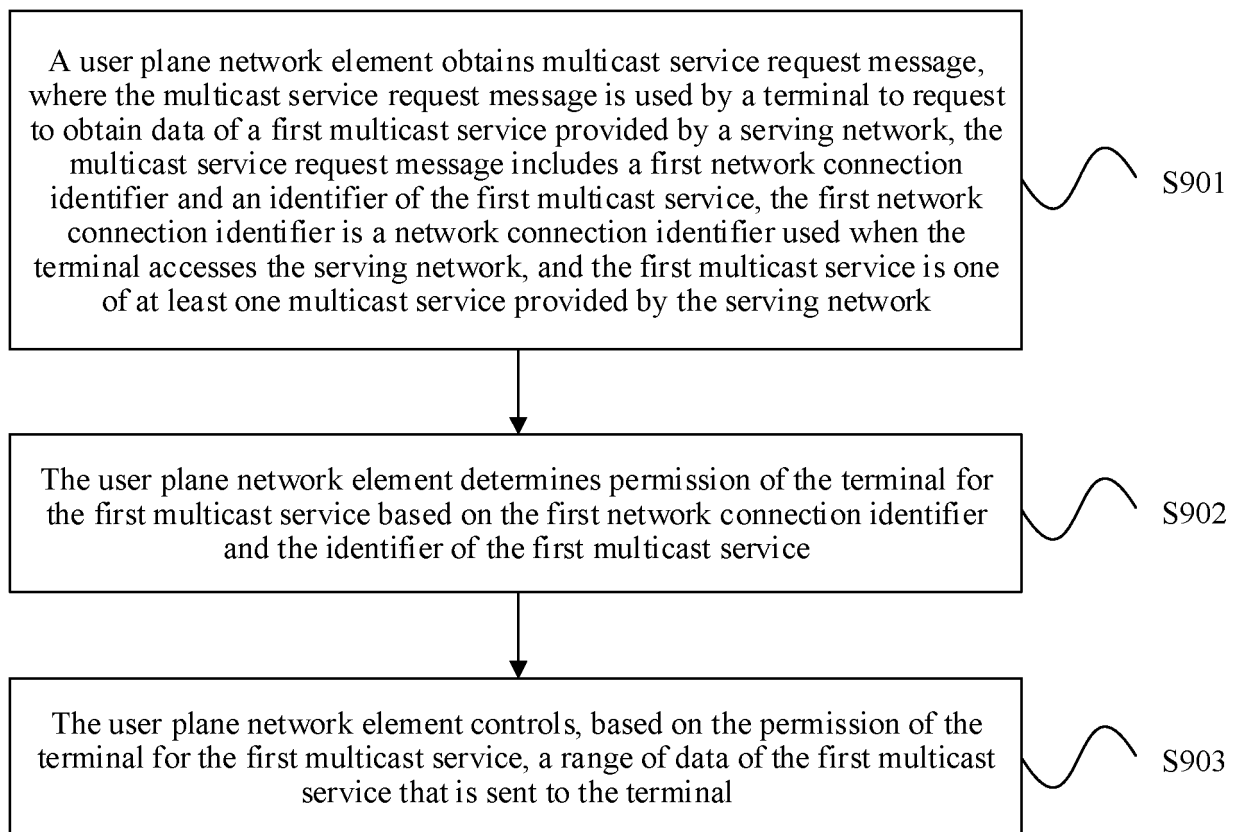 A user plane network element obtains multicast service request message,
where the multicast service request message is used by a terminal to request
to obtain data of a first multicast service provided by a serving network, the
multicast service request message includes a first network connection
identifier and an identifier of the first multicast service, the first network
connection identifier is a network connection identifier used when the
terminal accesses the serving network, and the first multicast service is one
of at least one multicast service provided by the serving network
S901
The user plane network element determines permission of the terminal for
the first multicast service based on the first network connection identifier
and the identifier of the first multicast service
S902
The user plane network element controls, based on the permission of the
terminal for the first multicast service, a range of data of the first multicast
service that is sent to the terminal
S903